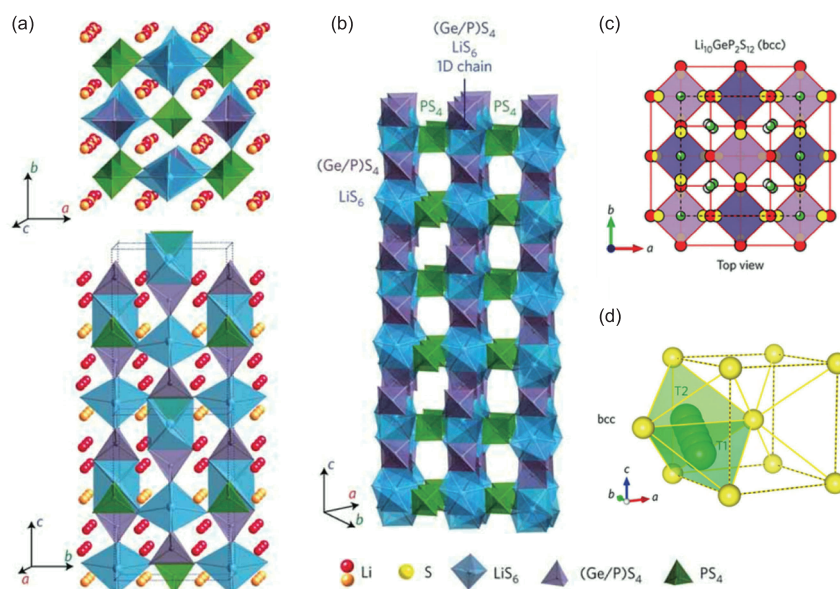 (a)
b
a
c
c
b
a
(b)
(Ge/P)S4
LiS6
1D chain
PS4 PS4
(Ge/P)S4
LiS6
c
a
b
(c)
Li10GeP2S12 (bcc)
b
a
Top view
(d)
T2
bcc
T1
c
b
a
Li S LiS6 (Ge/P)S4 PS4